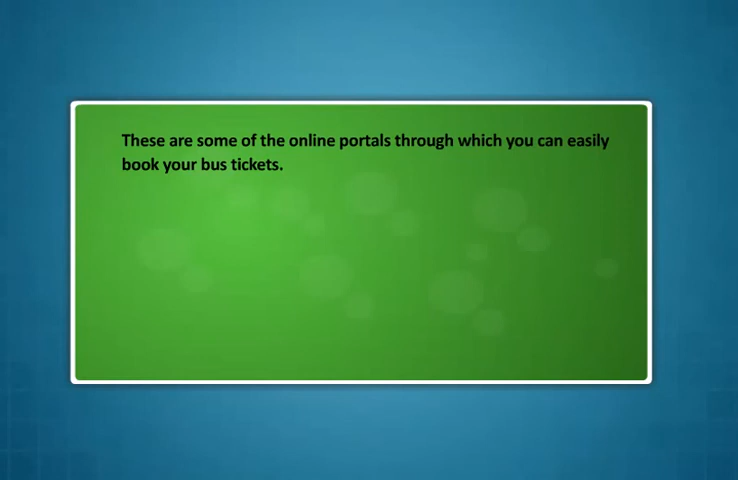 These are some of the online portals through which you can easily
book your bus tickets.